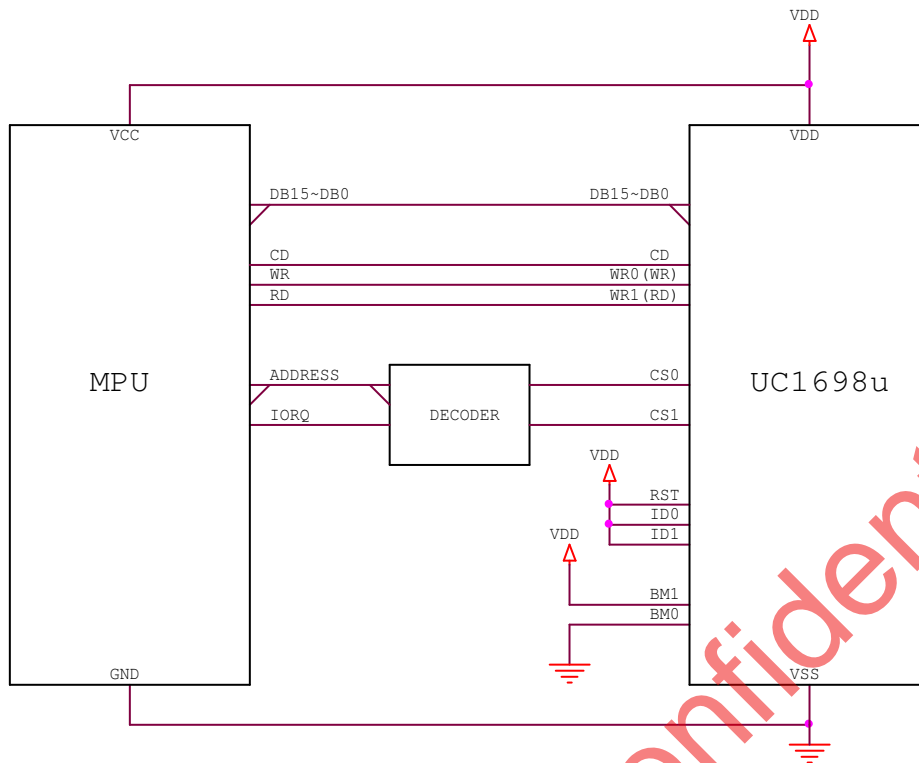 VDD
VCC VDD
DB15~DB0 DB15~DB0
CD CD
WR WR0(WR)
RD WR1(RD)
MPU UC1698u
ADDRESS CS0
DECODER
IORQ CS1
VDD
RST
ID0
VDD ID1
BM1
BM0
GND VSS